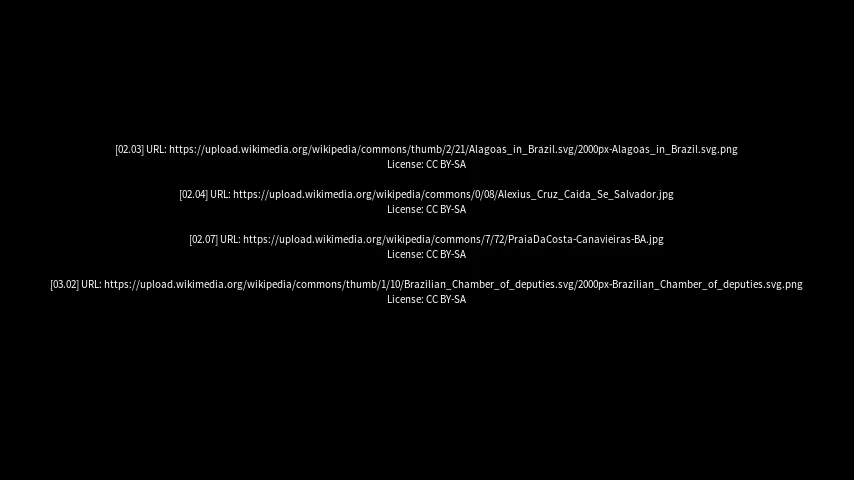 [02.03] URL: https://upload.wikimedia.org/wikipedia/commons/thumb/2/21/Alagoas_in_Brazil.svg/2000px-Alagoas_in_Brazil.svg.png
License: CC BY-SA
[02.04] URL: https://upload.wikimedia.org/wikipedia/commons/0/08/Alexius_Cruz_Caida_Se_Salvador.jpg
License: CC BY-SA
[02.07] URL: https://upload.wikimedia.org/wikipedia/commons/7/72/PraiaDaCosta-Canavieiras-BA.jpg
License: CC BY-SA
[03.02] URL: https://upload.wikimedia.org/wikipedia/commons/thumb/1/10/Brazilian_Chamber_of_deputies.svg/2000px-Brazilian_Chamber_of_deputies.svg.png
License: CC BY-SA